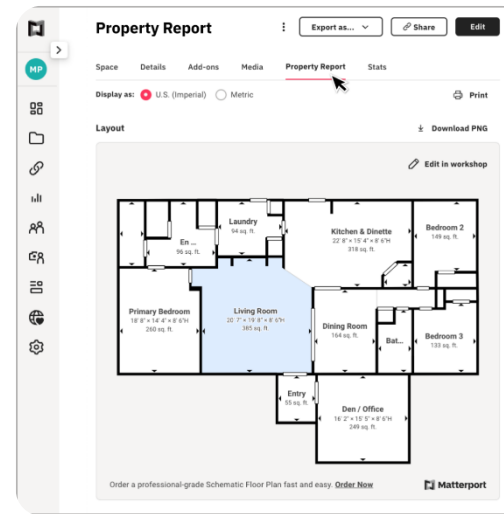 Property Report
Export as...
Share
Edit
MP
Space Details Add-ons Media Property Report Stats
Display as: U.S. (Imperial) Metric
Print
Layout
Download PNG
Edit in workshop
Laundry
94 sq. ft.
En ...
96 sq. ft.
Kitchen & Dinette
22' 8" × 15' 4" × 8' 6"H
318 sq. ft.
Bedroom 2
149 sq. ft.
Primary Bedroom
18' 8" × 14' 4" × 8' 6"H
260 sq. ft.
Living Room
20' 7" × 19' 8" × 8' 6"H
385 sq. ft.
Dining Room
164 sq. ft.
Bat...
Bedroom 3
133 sq. ft.
Entry
55 sq. ft.
Den / Office
16' 2" × 15' 5" × 8' 6"H
249 sq. ft.
Order a professional-grade Schematic Floor Plan fast and easy. Order Now
Matterport